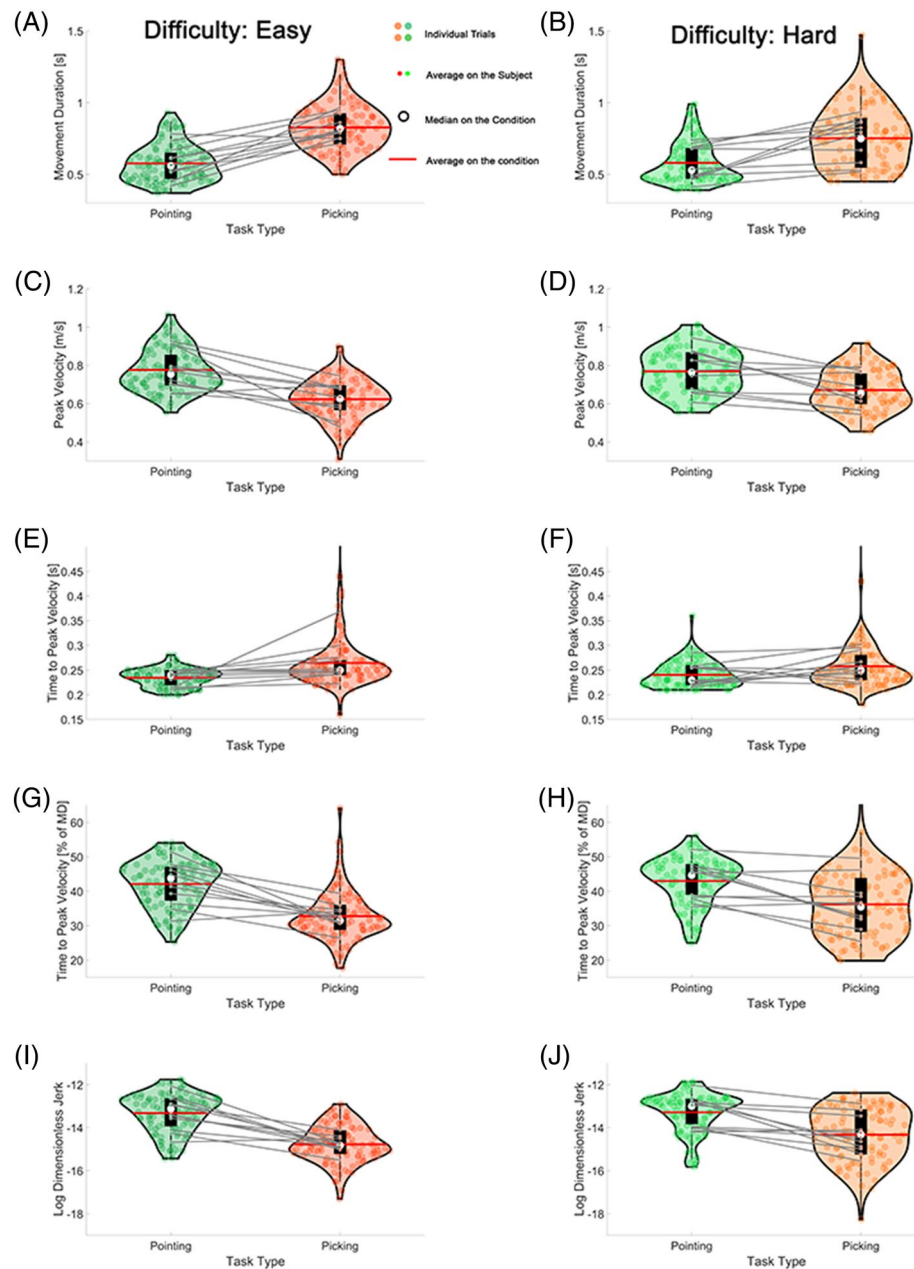 (A)
Difficulty: Easy
Individual Trials
Average on the Subject
Median on the Condition
Average on the condition
Movement Duration [s]
1.5
1
0.5
Pointing
Picking
Task Type
(B)
Difficulty: Hard
Movement Duration [s]
1.5
1
0.5
Pointing
Picking
Task Type
(C)
Peak Velocity [m/s]
1.2
1
0.8
0.6
0.4
Pointing
Picking
Task Type
(D)
Peak Velocity [m/s]
1.2
1
0.8
0.6
0.4
Pointing
Picking
Task Type
(E)
Time to Peak Velocity [s]
0.45
0.4
0.35
0.3
0.25
0.2
0.15
Pointing
Picking
Task Type
(F)
Time to Peak Velocity [s]
0.45
0.4
0.35
0.3
0.25
0.2
0.15
Pointing
Picking
Task Type
(G)
Time to Peak Velocity [% of MD]
60
50
40
30
20
Pointing
Picking
Task Type
(H)
Time to Peak Velocity [% of MD]
60
50
40
30
20
Pointing
Picking
Task Type
(I)
Log Dimensionless Jerk
-12
-14
-16
-18
Pointing
Picking
Task Type
(J)
Log Dimensionless Jerk
-12
-14
-16
-18
Pointing
Picking
Task Type